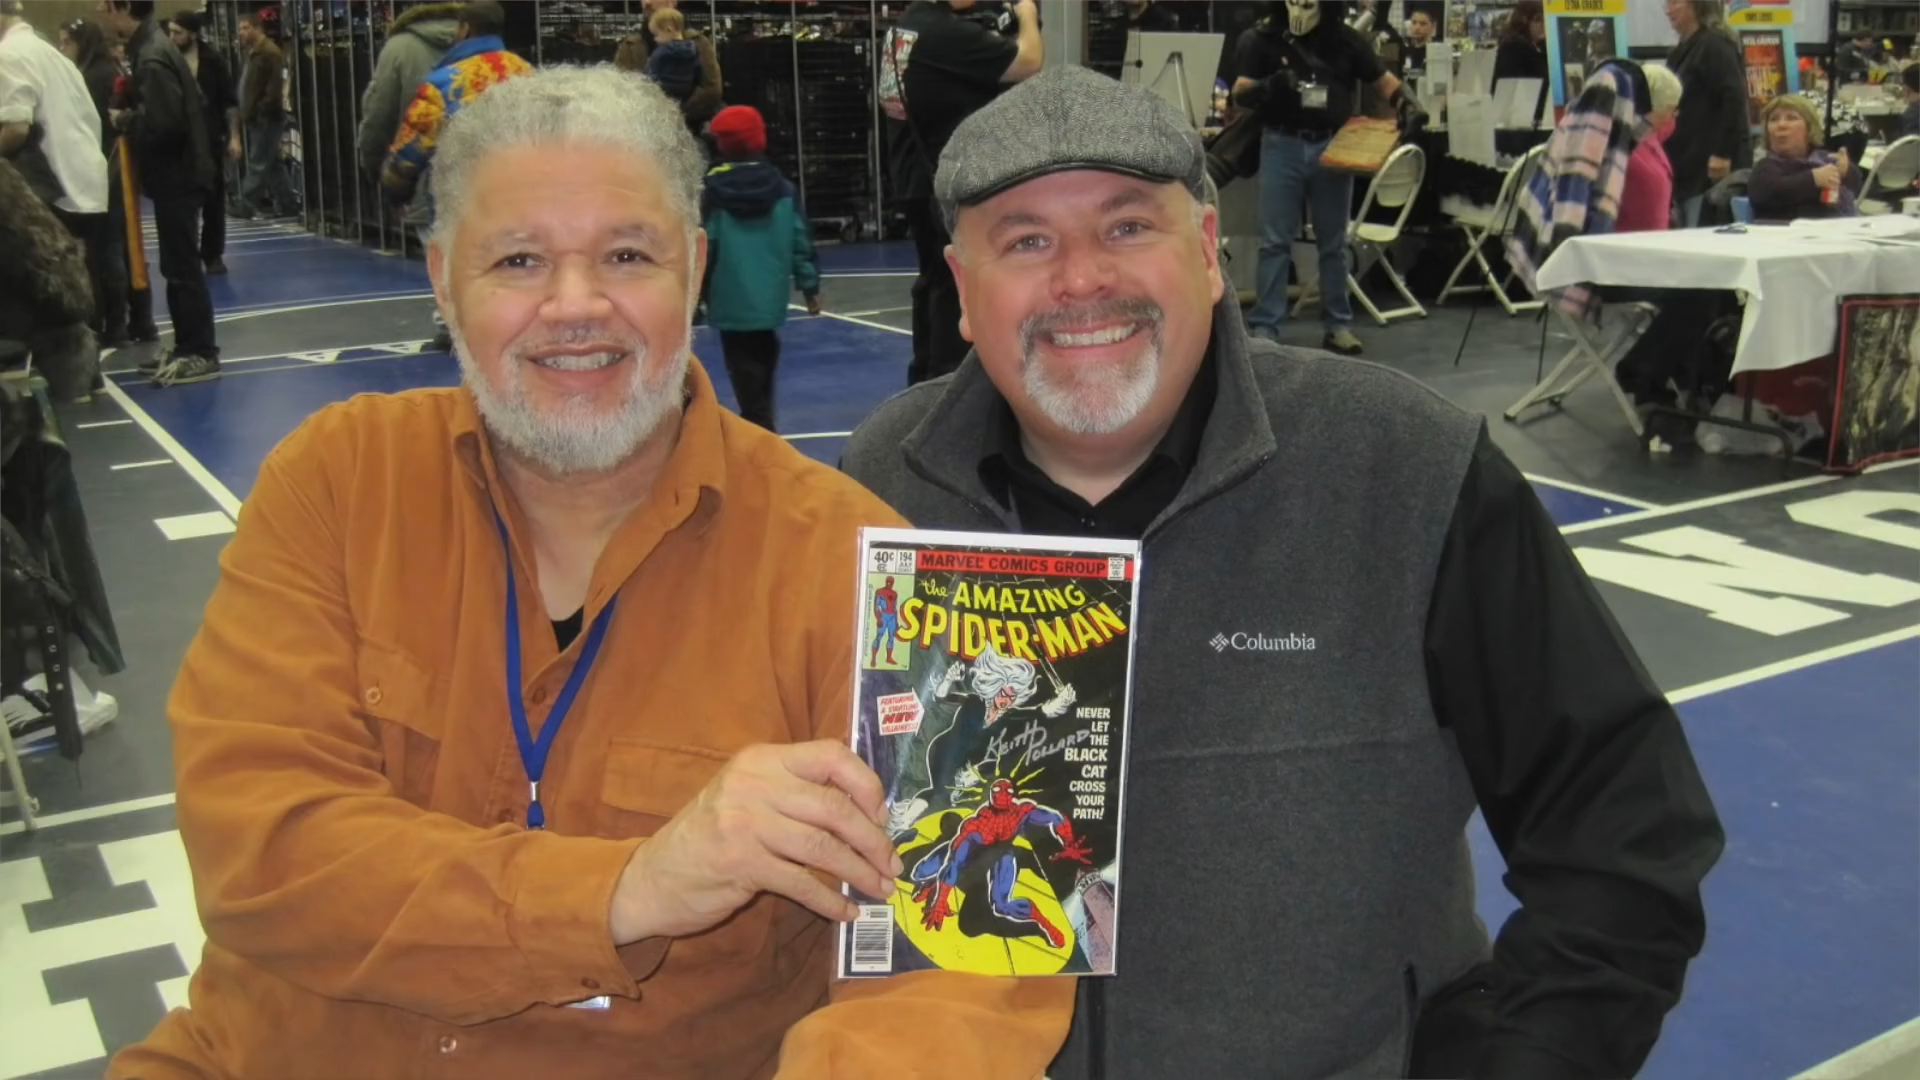 40¢
194
JULY
MARVEL COMICS GROUP
the AMAZING
SPIDER-MAN
FEATURING
A STARTLING
NEW
VILLAINESS!
NEVER
LET
THE
BLACK
CAT
CROSS
YOUR
PATH!
KEITH
POLLARD
Columbia